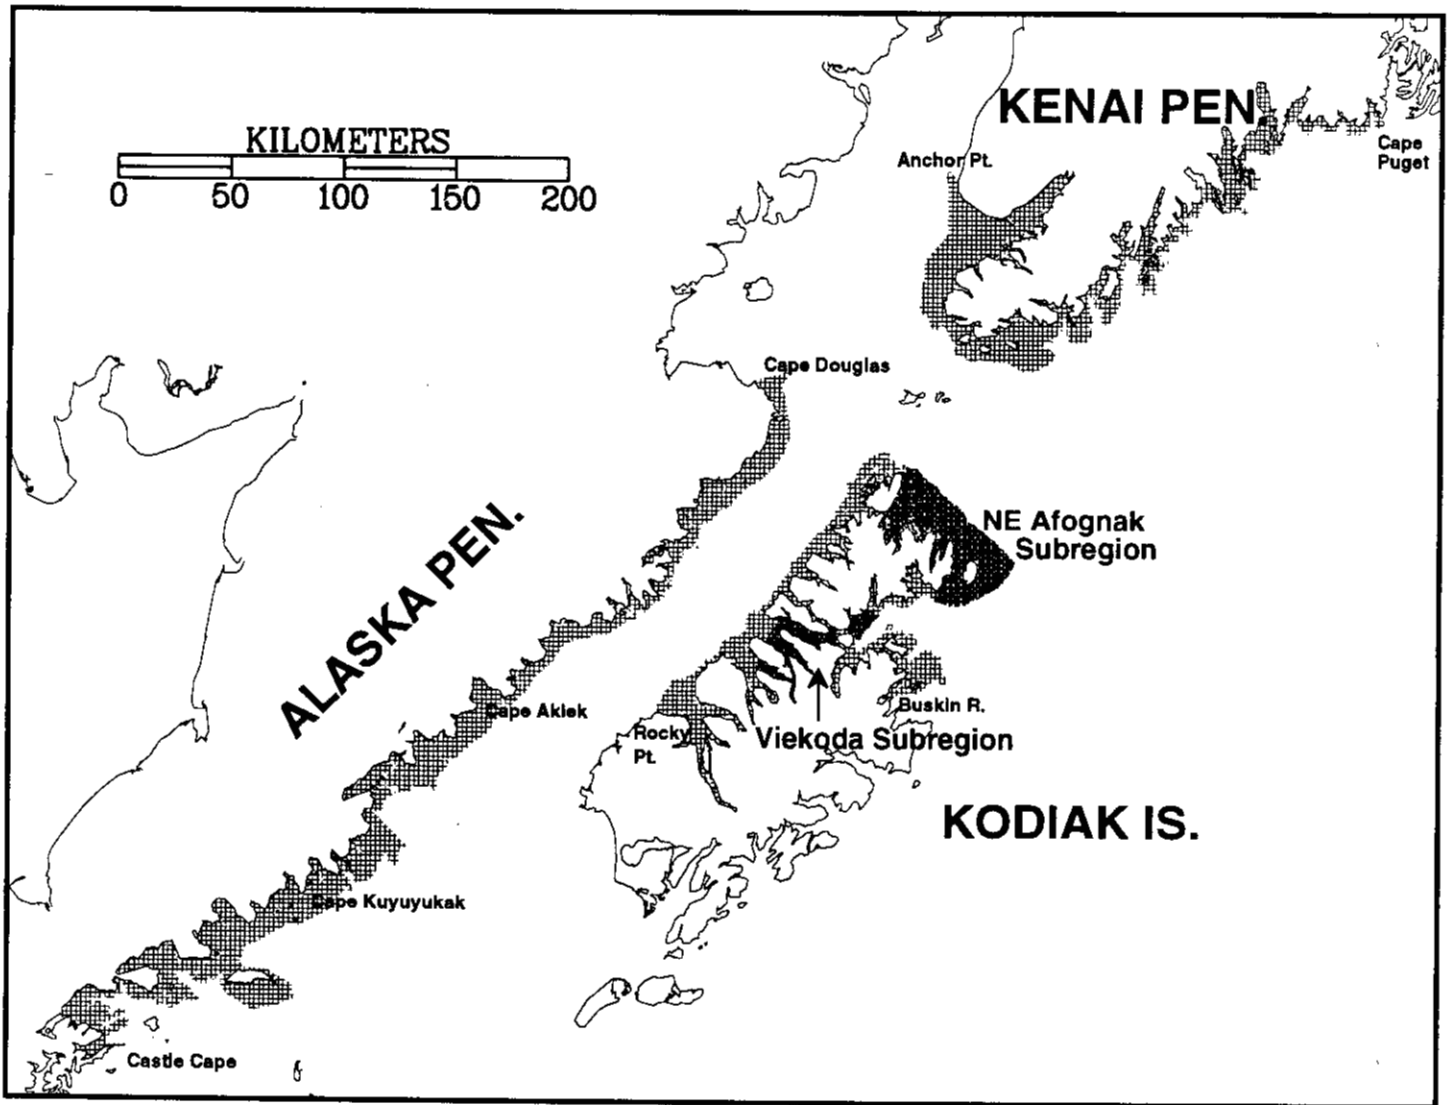 KENAI PEN.
KILOMETERS
0 50 100 150 200
Anchor Pt.
Cape
Puget
Cape Douglas
NE Afognak
Subregion
ALASKA PEN.
Cape Aklek
Rocky
Pt.
Buskin R.
Viekoda Subregion
KODIAK IS.
Cape Kuyuyukak
Castle Cape